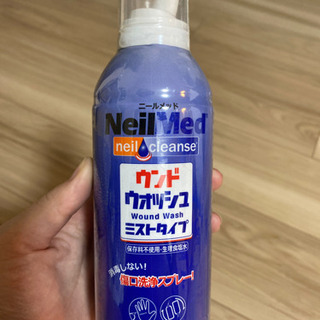 ニールメッド
NeilMed®
neil cleanse®
ウンド
ウオッシュ
Wound Wash
ミストタイプ
保存料不使用・生理食塩水
消毒しない!
傷口洗浄スプレー!